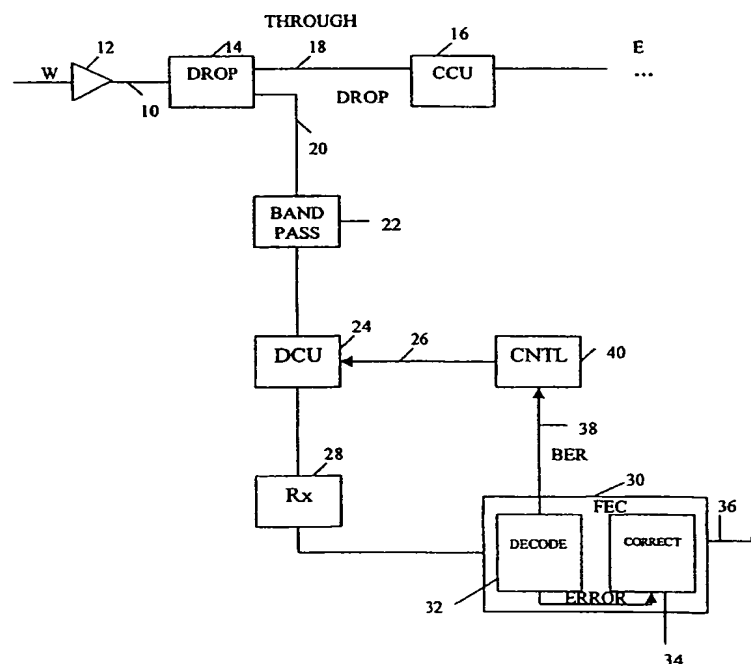 THROUGH
12
14
18
16
E
W
DROP
CCU
...
10
DROP
20
BAND
PASS
22
24
26
DCU
CNTL
40
38
28
BER
Rx
30
FEC
36
DECODE
CORRECT
32
ERROR
34